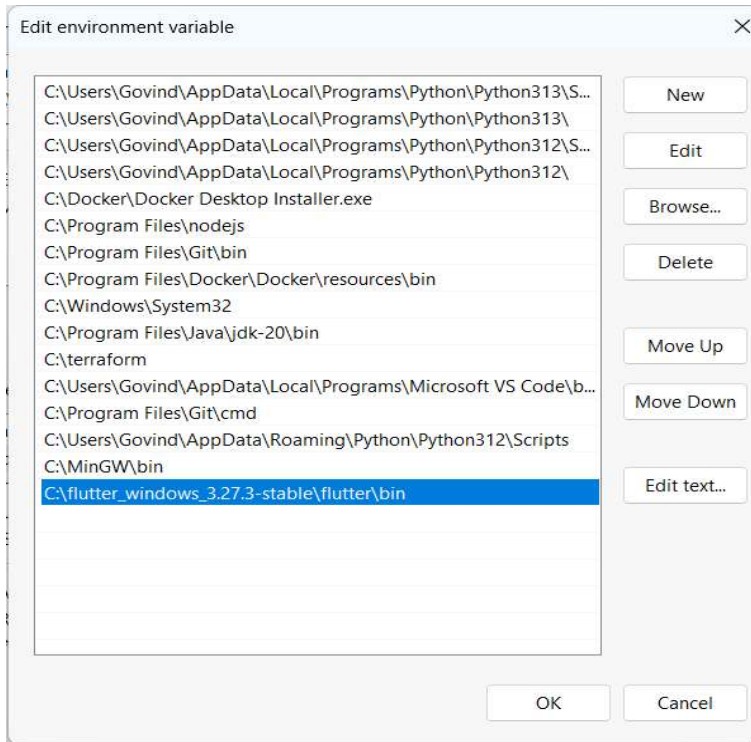 Edit environment variable
C:\Users\Govind\AppData\Local\Programs\Python\Python313\S...
C:\Users\Govind\AppData\Local\Programs\Python\Python313\
C:\Users\Govind\AppData\Local\Programs\Python\Python312\S...
C:\Users\Govind\AppData\Local\Programs\Python\Python312\
C:\Docker\Docker Desktop Installer.exe
C:\Program Files\nodejs
C:\Program Files\Git\bin
C:\Program Files\Docker\Docker\resources\bin
C:\Windows\System32
C:\Program Files\Java\jdk-20\bin
C:\terraform
C:\Users\Govind\AppData\Local\Programs\Microsoft VS Code\b...
C:\Program Files\Git\cmd
C:\Users\Govind\AppData\Roaming\Python\Python312\Scripts
C:\MinGW\bin
C:\flutter_windows_3.27.3-stable\flutter\bin
New
Edit
Browse...
Delete
Move Up
Move Down
Edit text...
OK
Cancel